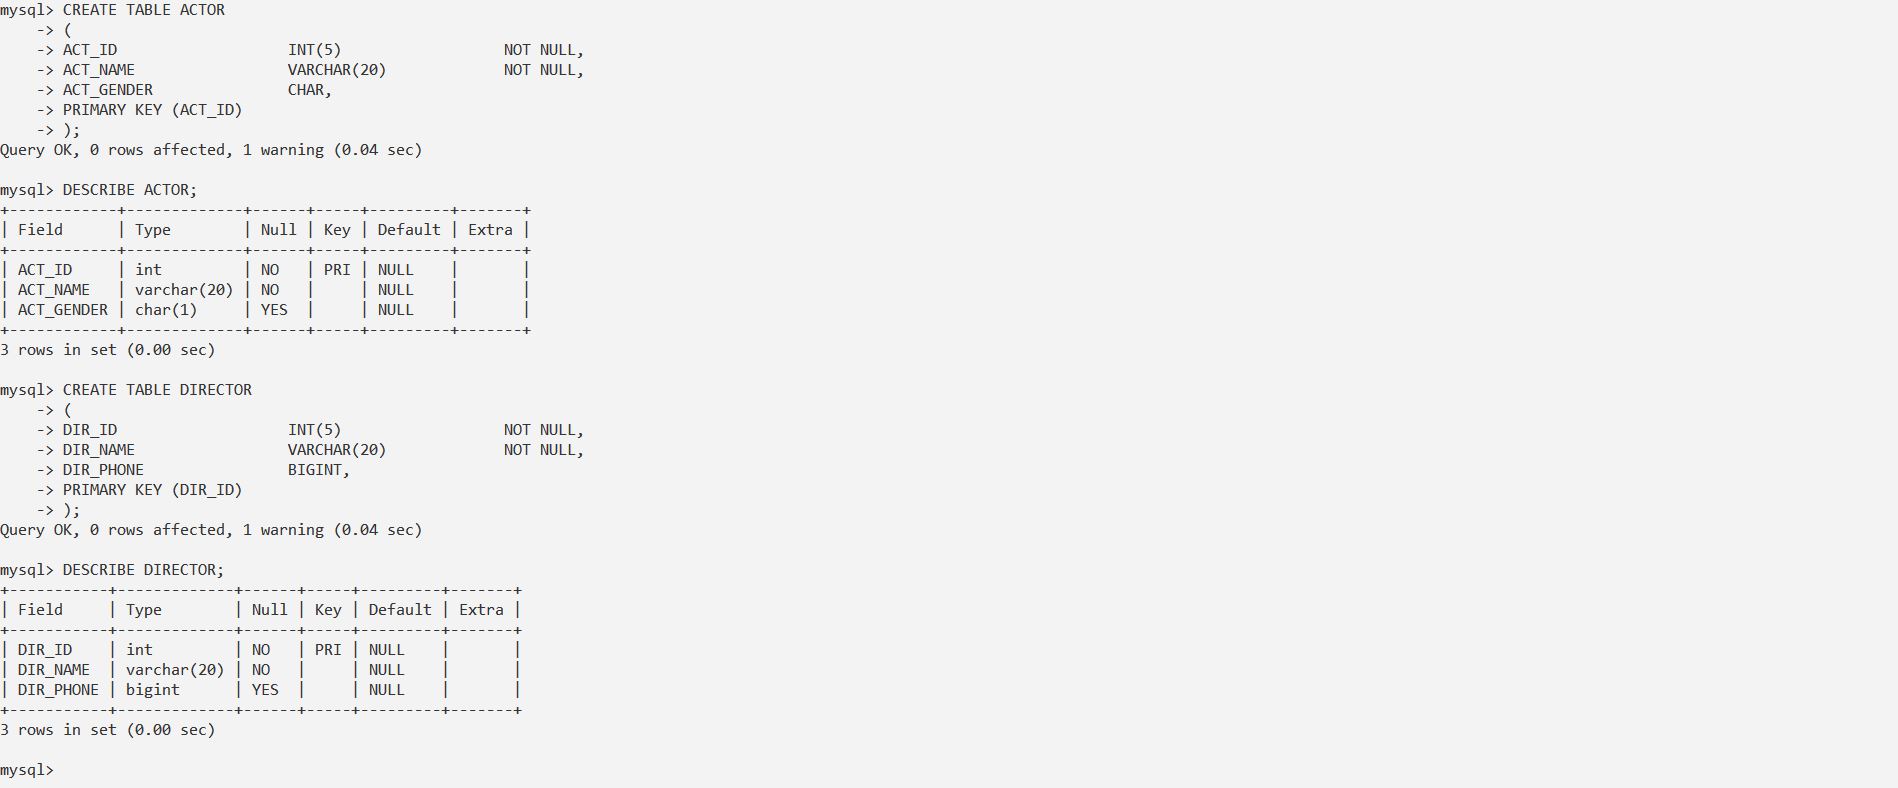 mysql> CREATE TABLE ACTOR
    -> (
    -> ACT_ID                   INT(5)                  NOT NULL,
    -> ACT_NAME                 VARCHAR(20)             NOT NULL,
    -> ACT_GENDER               CHAR,
    -> PRIMARY KEY (ACT_ID)
    -> );
Query OK, 0 rows affected, 1 warning (0.04 sec)

mysql> DESCRIBE ACTOR;
+------------+-------------+------+-----+---------+-------+
| Field      | Type        | Null | Key | Default | Extra |
+------------+-------------+------+-----+---------+-------+
| ACT_ID     | int         | NO   | PRI | NULL    |       |
| ACT_NAME   | varchar(20) | NO   |     | NULL    |       |
| ACT_GENDER | char(1)     | YES  |     | NULL    |       |
+------------+-------------+------+-----+---------+-------+
3 rows in set (0.00 sec)

mysql> CREATE TABLE DIRECTOR
    -> (
    -> DIR_ID                   INT(5)                  NOT NULL,
    -> DIR_NAME                 VARCHAR(20)             NOT NULL,
    -> DIR_PHONE                BIGINT,
    -> PRIMARY KEY (DIR_ID)
    -> );
Query OK, 0 rows affected, 1 warning (0.04 sec)

mysql> DESCRIBE DIRECTOR;
+-----------+-------------+------+-----+---------+-------+
| Field     | Type        | Null | Key | Default | Extra |
+-----------+-------------+------+-----+---------+-------+
| DIR_ID    | int         | NO   | PRI | NULL    |       |
| DIR_NAME  | varchar(20) | NO   |     | NULL    |       |
| DIR_PHONE | bigint      | YES  |     | NULL    |       |
+-----------+-------------+------+-----+---------+-------+
3 rows in set (0.00 sec)

mysql>